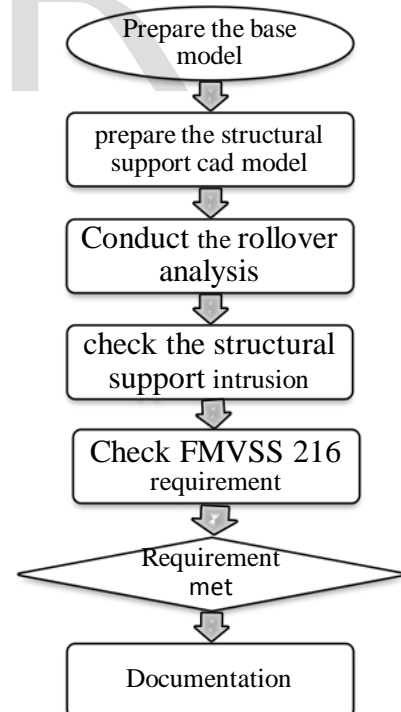 Prepare the base
model
prepare the structural
support cad model
Conduct the rollover
analysis
check the structural
support intrusion
Check FMVSS 216
requirement
Requirement
met
Documentation